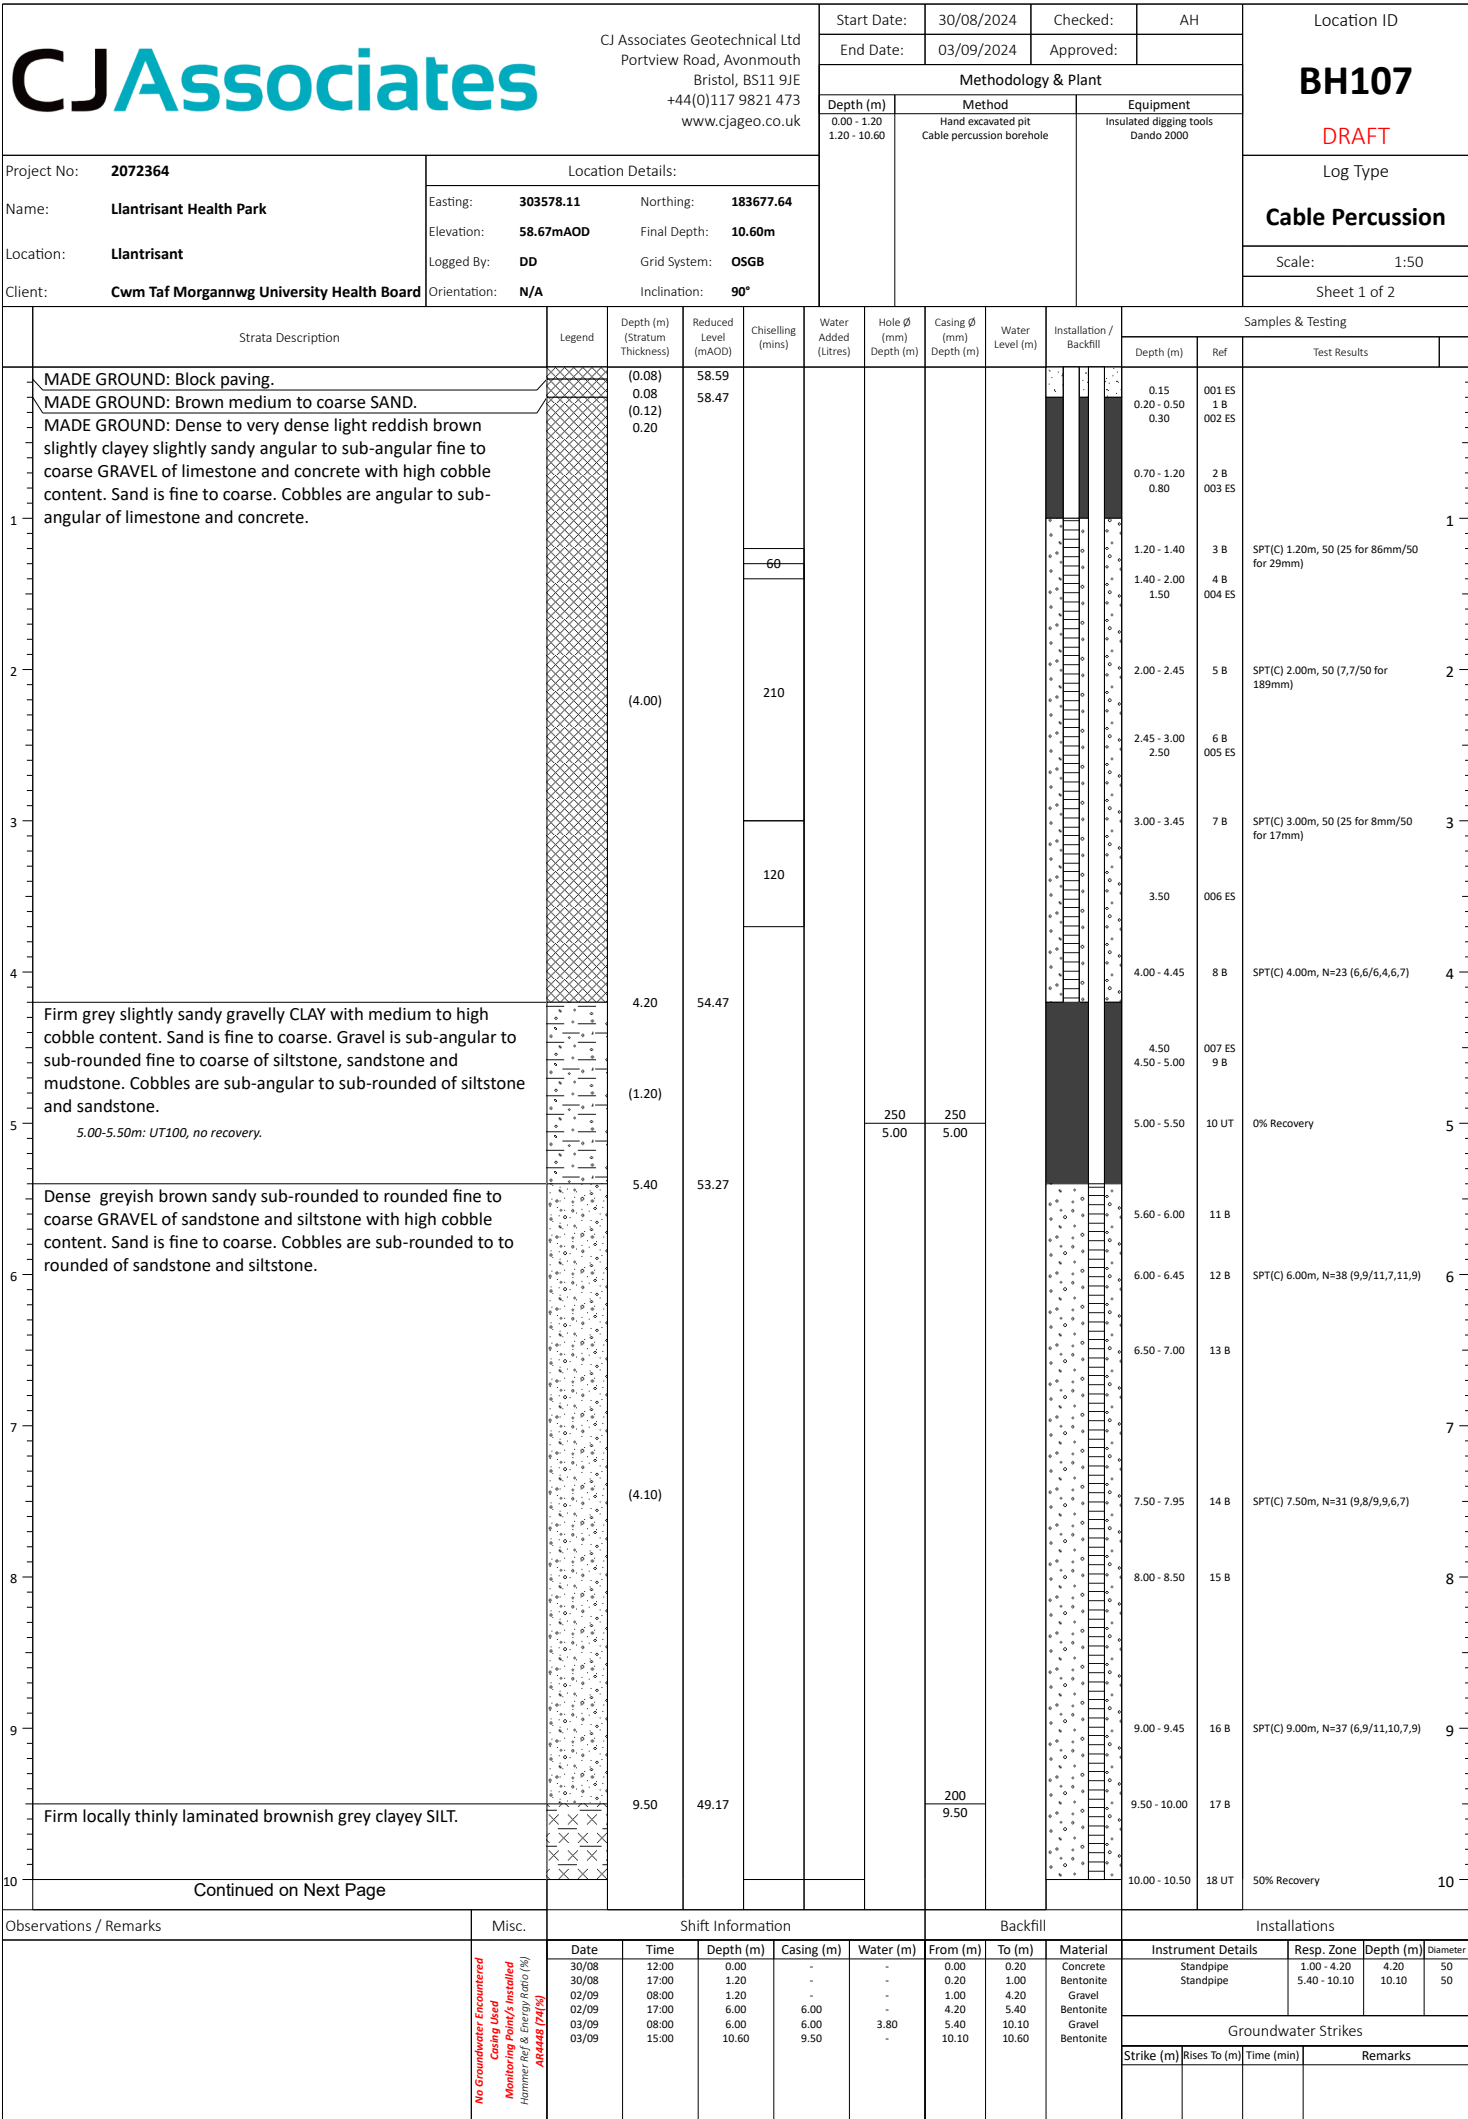 CJAssociates
CJ Associates Geotechnical Ltd
Portview Road, Avonmouth
Bristol, BS11 9JE
+44(0)117 9821 473
www.cjageo.co.uk
Start Date: 30/08/2024 Checked: AH
End Date: 03/09/2024 Approved:
Methodology & Plant
Depth (m) Method Equipment
0.00 - 1.20 Hand excavated pit Insulated digging tools
1.20 - 10.60 Cable percussion borehole Dando 2000
Location ID
BH107
DRAFT
Log Type
Cable Percussion
Scale: 1:50
Sheet 1 of 2
Project No: 2072364
Name: Llantrisant Health Park
Location: Llantrisant
Client: Cwm Taf Morgannwg University Health Board
Location Details:
Easting: 303578.11 Northing: 183677.64
Elevation: 58.67mAOD Final Depth: 10.60m
Logged By: DD Grid System: OSGB
Orientation: N/A Inclination: 90°
Strata Description
Legend
Depth (m)
(Stratum
Thickness)
Reduced
Level
(mAOD)
Chiselling
(mins)
Water
Added
(Litres)
Hole Ø
(mm)
Depth (m)
Casing Ø
(mm)
Depth (m)
Water
Level (m)
Installation /
Backfill
Samples & Testing
Depth (m) Ref Test Results
MADE GROUND: Block paving.
(0.08) 58.59
0.08 58.47
MADE GROUND: Brown medium to coarse SAND.
(0.12)
0.20
MADE GROUND: Dense to very dense light reddish brown
slightly clayey slightly sandy angular to sub-angular fine to
coarse GRAVEL of limestone and concrete with high cobble
content. Sand is fine to coarse. Cobbles are angular to sub-
angular of limestone and concrete.
0.15 001 ES
0.20 - 0.50 1 B
0.30 002 ES
0.70 - 1.20 2 B
0.80 003 ES
1 1
60
1.20 - 1.40 3 B SPT(C) 1.20m, 50 (25 for 86mm/50
for 29mm)
1.40 - 2.00 4 B
1.50 004 ES
2 2.00 - 2.45 5 B SPT(C) 2.00m, 50 (7,7/50 for 2
189mm)
(4.00) 210
2.45 - 3.00 6 B
2.50 005 ES
3 3.00 - 3.45 7 B SPT(C) 3.00m, 50 (25 for 8mm/50 3
for 17mm)
120
3.50 006 ES
4 4.00 - 4.45 8 B SPT(C) 4.00m, N=23 (6,6/6,4,6,7) 4
4.20 54.47
Firm grey slightly sandy gravelly CLAY with medium to high
cobble content. Sand is fine to coarse. Gravel is sub-angular to
sub-rounded fine to coarse of siltstone, sandstone and
mudstone. Cobbles are sub-angular to sub-rounded of siltstone
and sandstone.
(1.20)
4.50 007 ES
4.50 - 5.00 9 B
5 250 250 5.00 - 5.50 10 UT 0% Recovery 5
5.00 5.00
5.00-5.50m: UT100, no recovery.
5.40 53.27
Dense  greyish brown sandy sub-rounded to rounded fine to
coarse GRAVEL of sandstone and siltstone with high cobble
content. Sand is fine to coarse. Cobbles are sub-rounded to to
rounded of sandstone and siltstone.
5.60 - 6.00 11 B
6 6.00 - 6.45 12 B SPT(C) 6.00m, N=38 (9,9/11,7,11,9) 6
6.50 - 7.00 13 B
7 7
(4.10) 7.50 - 7.95 14 B SPT(C) 7.50m, N=31 (9,8/9,9,6,7)
8 8.00 - 8.50 15 B 8
9 9.00 - 9.45 16 B SPT(C) 9.00m, N=37 (6,9/11,10,7,9) 9
9.50 49.17 200 9.50 - 10.00 17 B
9.50
Firm locally thinly laminated brownish grey clayey SILT.
10 10.00 - 10.50 18 UT 50% Recovery 10
Continued on Next Page
Observations / Remarks
Misc.
No Groundwater Encountered
Casing Used
Monitoring Point/s Installed
Hammer Ref & Energy Ratio (%)
AR4448 (74(%)
Shift Information
Date Time Depth (m) Casing (m) Water (m)
30/08 12:00 0.00 - -
30/08 17:00 1.20 - -
02/09 08:00 1.20 - -
02/09 17:00 6.00 6.00 -
03/09 08:00 6.00 6.00 3.80
03/09 15:00 10.60 9.50 -
Backfill
From (m) To (m) Material
0.00 0.20 Concrete
0.20 1.00 Bentonite
1.00 4.20 Gravel
4.20 5.40 Bentonite
5.40 10.10 Gravel
10.10 10.60 Bentonite
Installations
Instrument Details Resp. Zone Depth (m) Diameter
Standpipe 1.00 - 4.20 4.20 50
Standpipe 5.40 - 10.10 10.10 50
Groundwater Strikes
Strike (m) Rises To (m) Time (min) Remarks